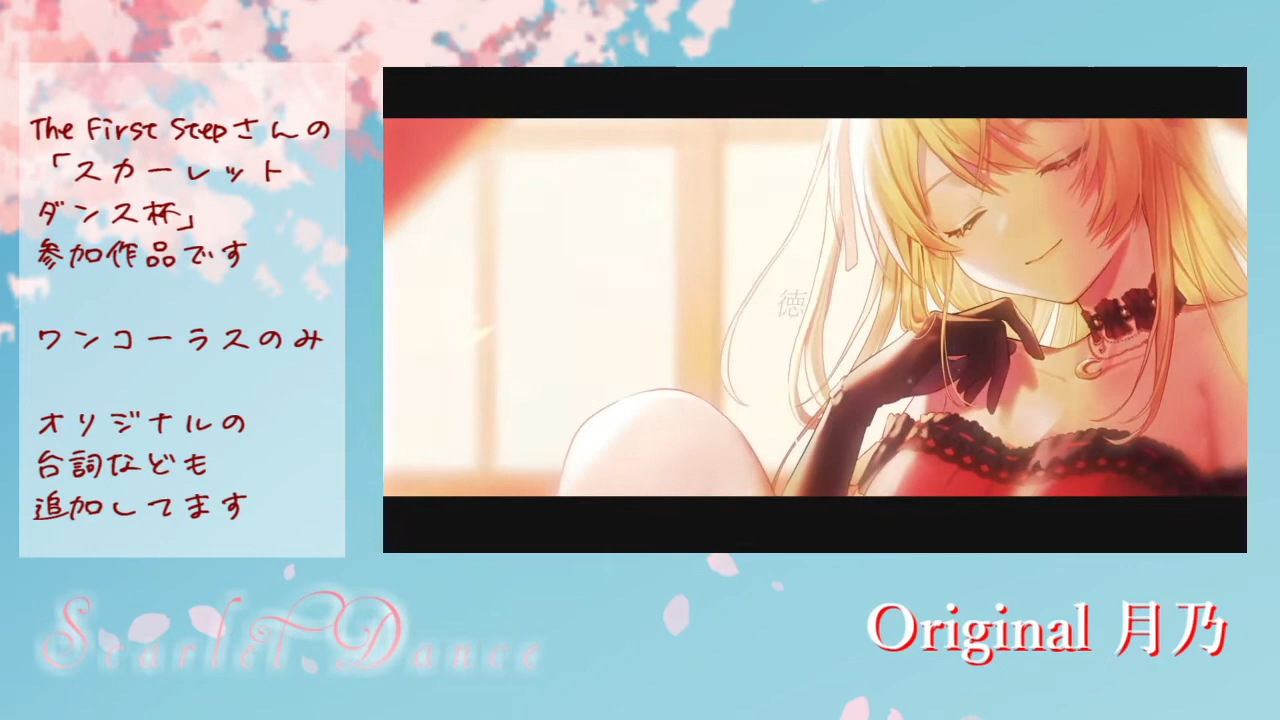 The First Stepさんの
「スカーレット
ダンス杯」
参加作品です
ワンコーラスのみ
オリジナルの
台詞なども
追加してます
徳
Scarlet Dance
Original 月乃